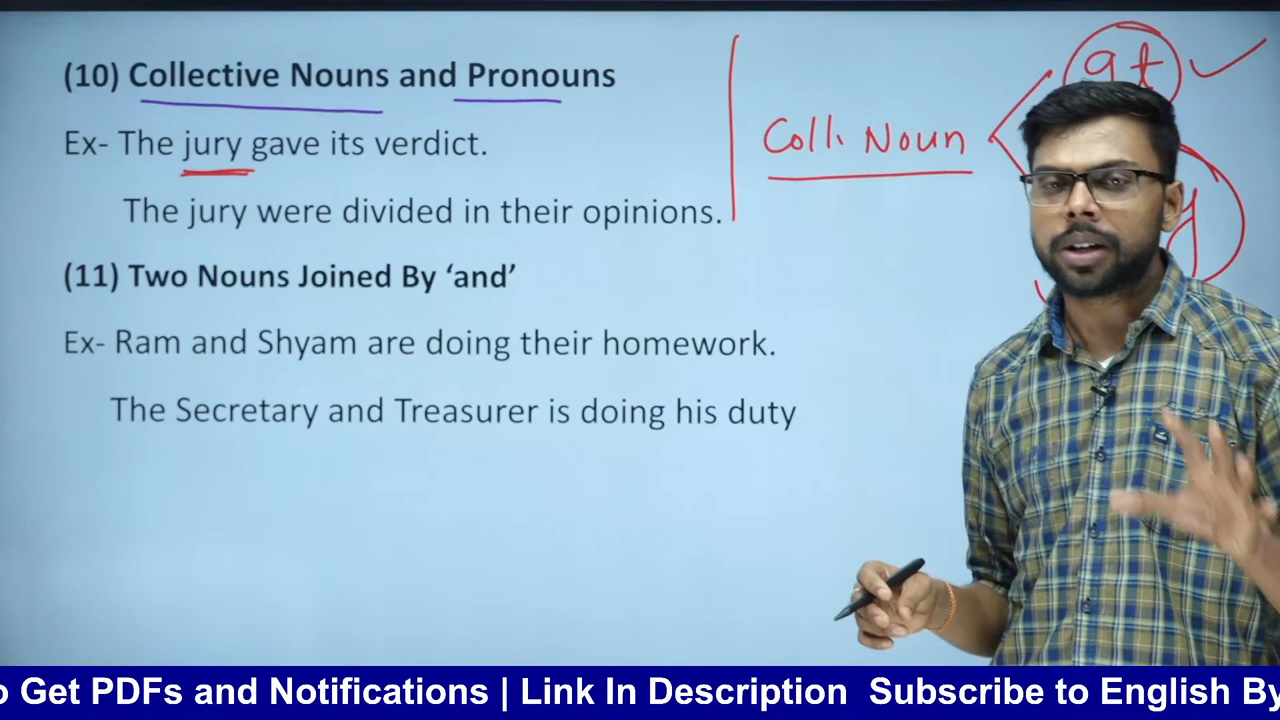 (10) Collective Nouns and Pronouns
Ex- The jury gave its verdict.
The jury were divided in their opinions.
(11) Two Nouns Joined By ‘and’
Ex- Ram and Shyam are doing their homework.
The Secretary and Treasurer is doing his duty
Coll. Noun
o Get PDFs and Notifications | Link In Description Subscribe to English By